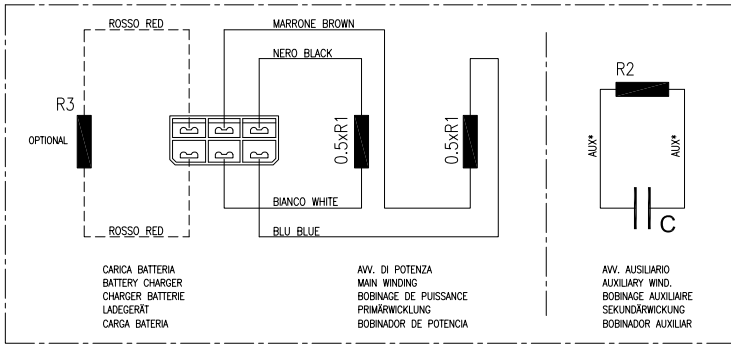 ROSSO RED
MARRONE BROWN
NERO BLACK
R3
OPTIONAL
0.5xR1
0.5xR1
R2
AUX*
AUX*
C
BIANCO WHITE
ROSSO RED
BLU BLUE
CARICA BATTERIA
BATTERY CHARGER
CHARGER BATTERIE
LADEGERÄT
CARGA BATERIA
AVV. DI POTENZA
MAIN WINDING
BOBINAGE DE PUISSANCE
PRIMÄRWICKLUNG
BOBINADOR DE POTENCIA
AVV. AUSILIARIO
AUXILIARY WIND.
BOBINAGE AUXILIAIRE
SEKUNDÄRWICKUNG
BOBINADOR AUXILIAR